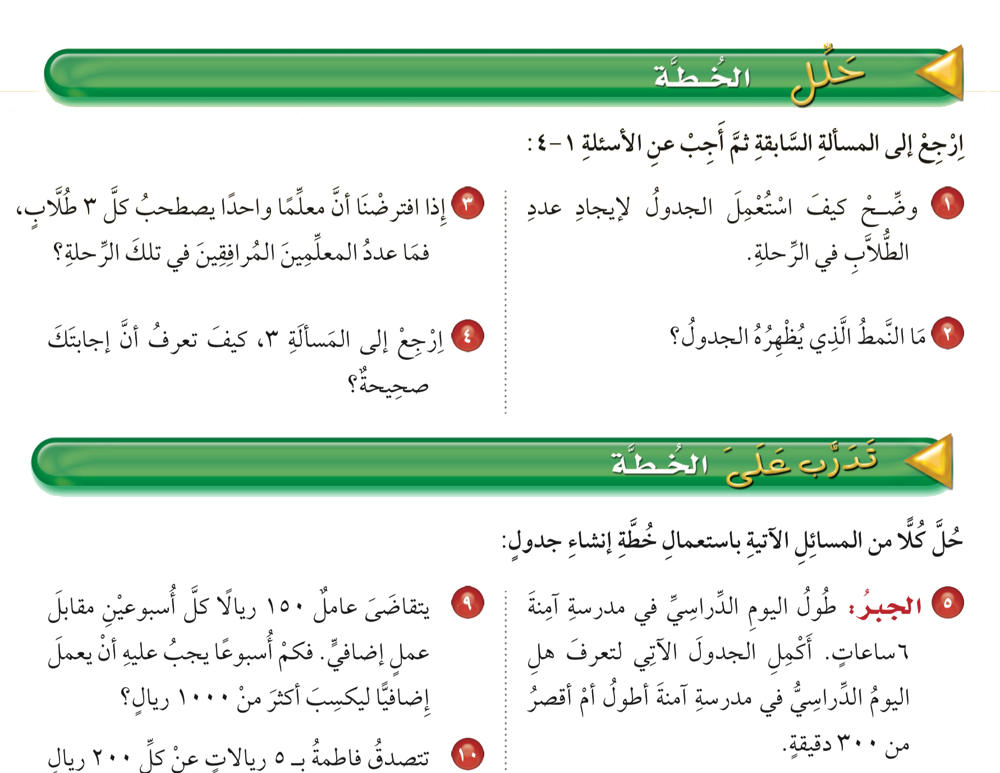 حَلِّل الخُطَّة
اِرْجِعْ إلى المسألةِ السَّابقةِ ثمَّ أَجِبْ عنِ الأسئلةِ ١-٤:
١ وضِّحْ كيفَ اسْتُعْمِلَ الجدولُ لإيجادِ عددِ
الطُّلاَّبِ في الرِّحلةِ.
٢ مَا النَّمطُ الَّذِي يُظْهِرُهُ الجدولُ؟
٣ إِذا افترضْنَا أنَّ معلِّمًا واحدًا يصطحبُ كلَّ ٣ طُلَّابٍ،
فمَا عددُ المعلِّمِينَ المُرافِقِينَ في تلكَ الرِّحلةِ؟
٤ اِرْجِعْ إلى المَسألَةِ ٣، كيفَ تعرفُ أنَّ إجابتَكَ
صحِيحةٌ؟
تَدَرَّب عَلَى الخُطَّة
حُلَّ كُلًّا من المسائِلِ الآتيةِ باستعمالِ خُطَّةِ إنشاءِ جدولٍ:
٥ الجبرُ: طُولُ اليومِ الدِّراسِيِّ في مدرسةِ آمِنةَ
٦ساعاتٍ. أَكْمِلِ الجدولَ الآتِي لتعرفَ هلِ
اليومُ الدِّراسِيُّ في مدرسةِ آمنةَ أطولُ أمْ أقصرُ
من ٣٠٠ دقيقةٍ.
٩ يتقاضَىَ عاملٌ ١٥٠ ريالًا كلَّ أُسبوعيْنِ مقابلَ
عملٍ إضافيٍّ. فكمْ أُسبوعًا يجبُ عليهِ أنْ يعملَ
إِضافيًّا ليكسِبَ أكثرَ منْ ١٠٠٠ ريالٍ؟
١٠ تتصدقُ فاطمةُ بـ ٥ ريالاتٍ عنْ كلِّ ٢٠٠ ريالٍ